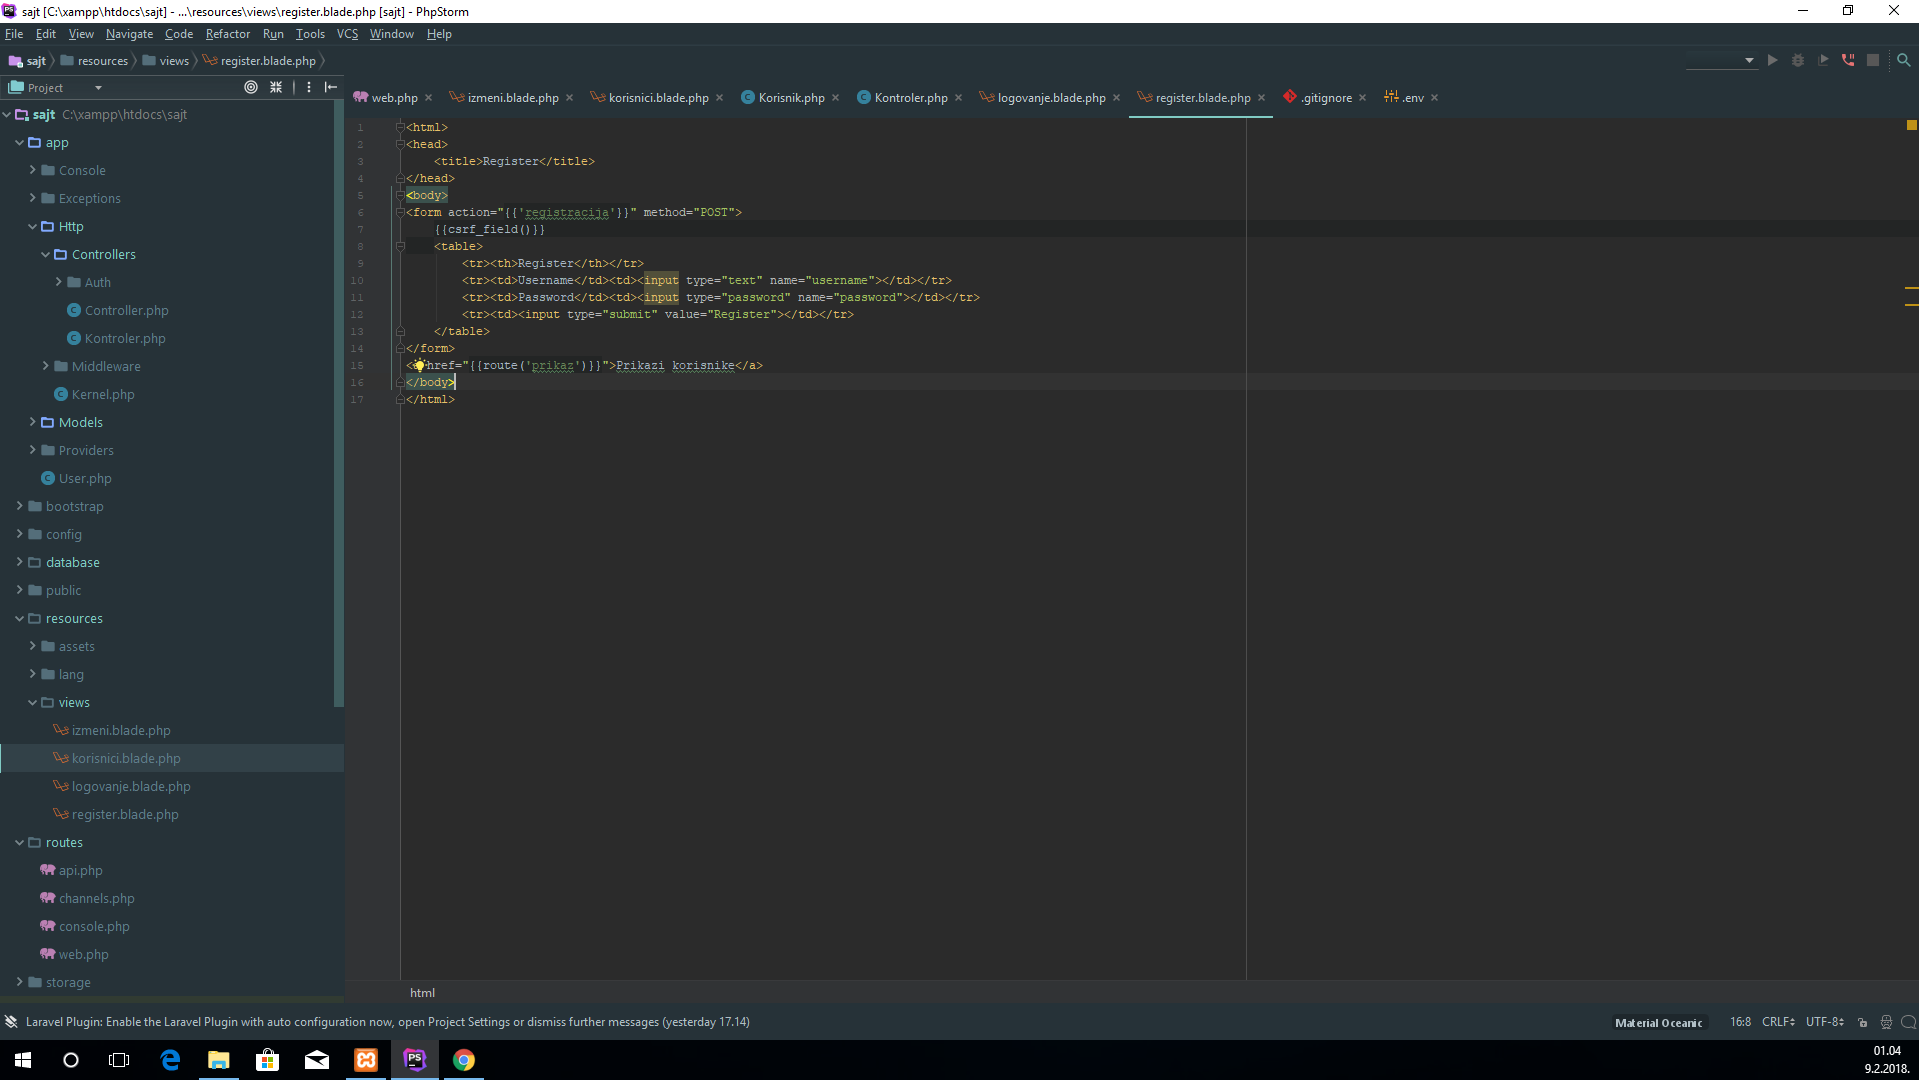 sajt [C:\xampp\htdocs\sajt] - ...\resources\views\register.blade.php [sajt] - PhpStorm
File Edit View Navigate Code Refactor Run Tools VCS Window Help
sajt resources views register.blade.php
Project
web.php izmeni.blade.php korisnici.blade.php Korisnik.php Kontroler.php logovanje.blade.php register.blade.php .gitignore .env
sajt C:\xampp\htdocs\sajt
app
Console
Exceptions
Http
Controllers
Auth
Controller.php
Kontroler.php
Middleware
Kernel.php
Models
Providers
User.php
bootstrap
config
database
public
resources
assets
lang
views
izmeni.blade.php
korisnici.blade.php
logovanje.blade.php
register.blade.php
routes
api.php
channels.php
console.php
web.php
storage
1 <html>
2 <head>
3 <title>Register</title>
4 </head>
5 <body>
6 <form action="{{'registracija'}}" method="POST">
7 {{csrf_field()}}
8 <table>
9 <tr><th>Register</th></tr>
10 <tr><td>Username</td><td><input type="text" name="username"></td></tr>
11 <tr><td>Password</td><td><input type="password" name="password"></td></tr>
12 <tr><td><input type="submit" value="Register"></td></tr>
13 </table>
14 </form>
15 < href="{{route('prikaz')}}">Prikazi korisnike</a>
16 </body>
17 </html>
html
Laravel Plugin: Enable the Laravel Plugin with auto configuration now, open Project Settings or dismiss further messages (yesterday 17.14)
Material Oceanic 16:8 CRLF UTF-8
01.04
9.2.2018.